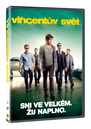 vincentův svět
SNI VE VELKÉM.
ŽIJ NAPLNO.